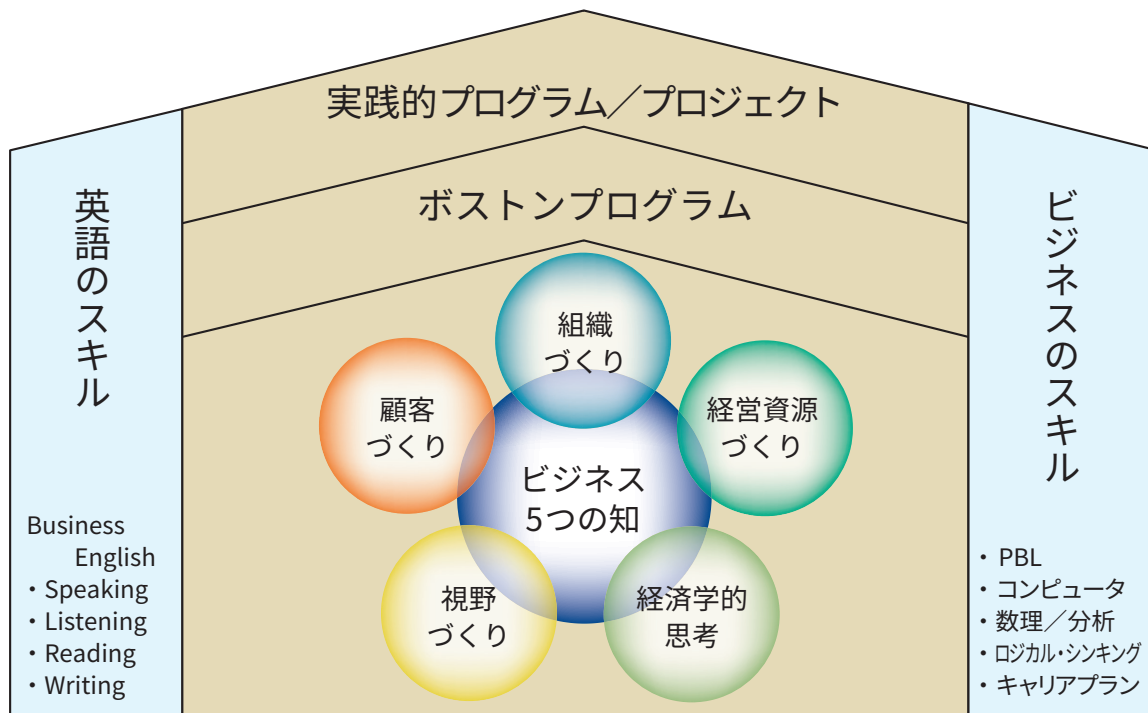 実践的プログラム／プロジェクト
ボストンプログラム
英語のスキル
Business
English
・Speaking
・Listening
・Reading
・Writing
組織
づくり
顧客
づくり
経営資源
づくり
ビジネス
5つの知
視野
づくり
経済学的
思考
ビジネスのスキル
・PBL
・コンピュータ
・数理／分析
・ロジカル・シンキング
・キャリアプラン